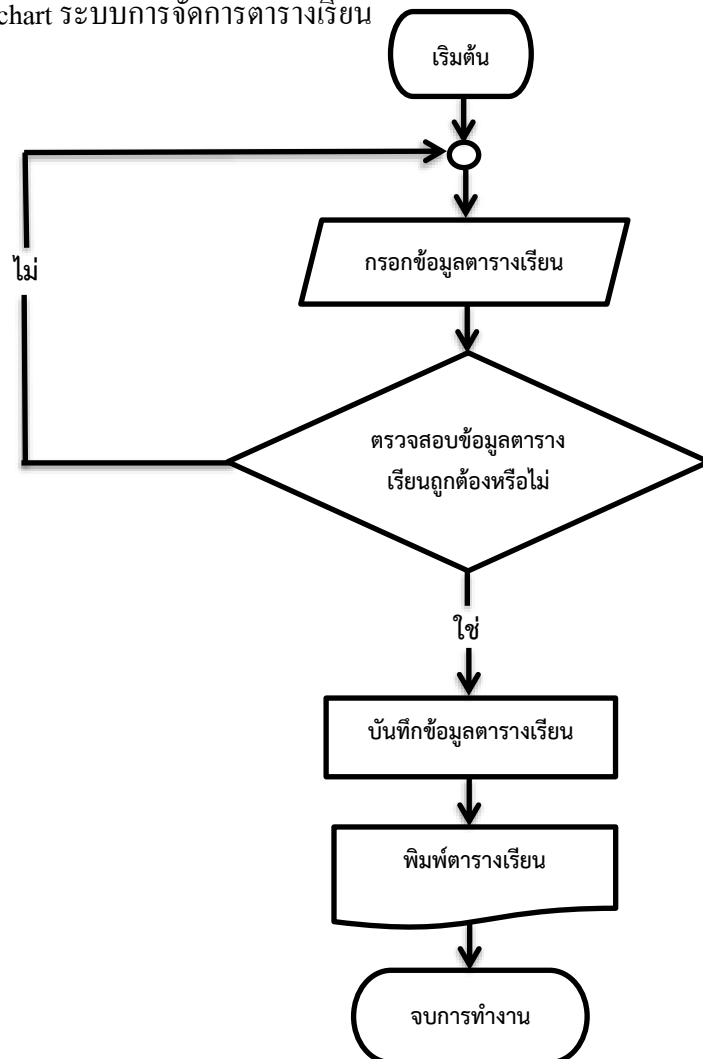 chart ระบบการจัดการตารางเรียน
เริ่มต้น
กรอกข้อมูลตารางเรียน
ไม่
ตรวจสอบข้อมูลตาราง
เรียนถูกต้องหรือไม่
ใช่
บันทึกข้อมูลตารางเรียน
พิมพ์ตารางเรียน
จบการทำงาน